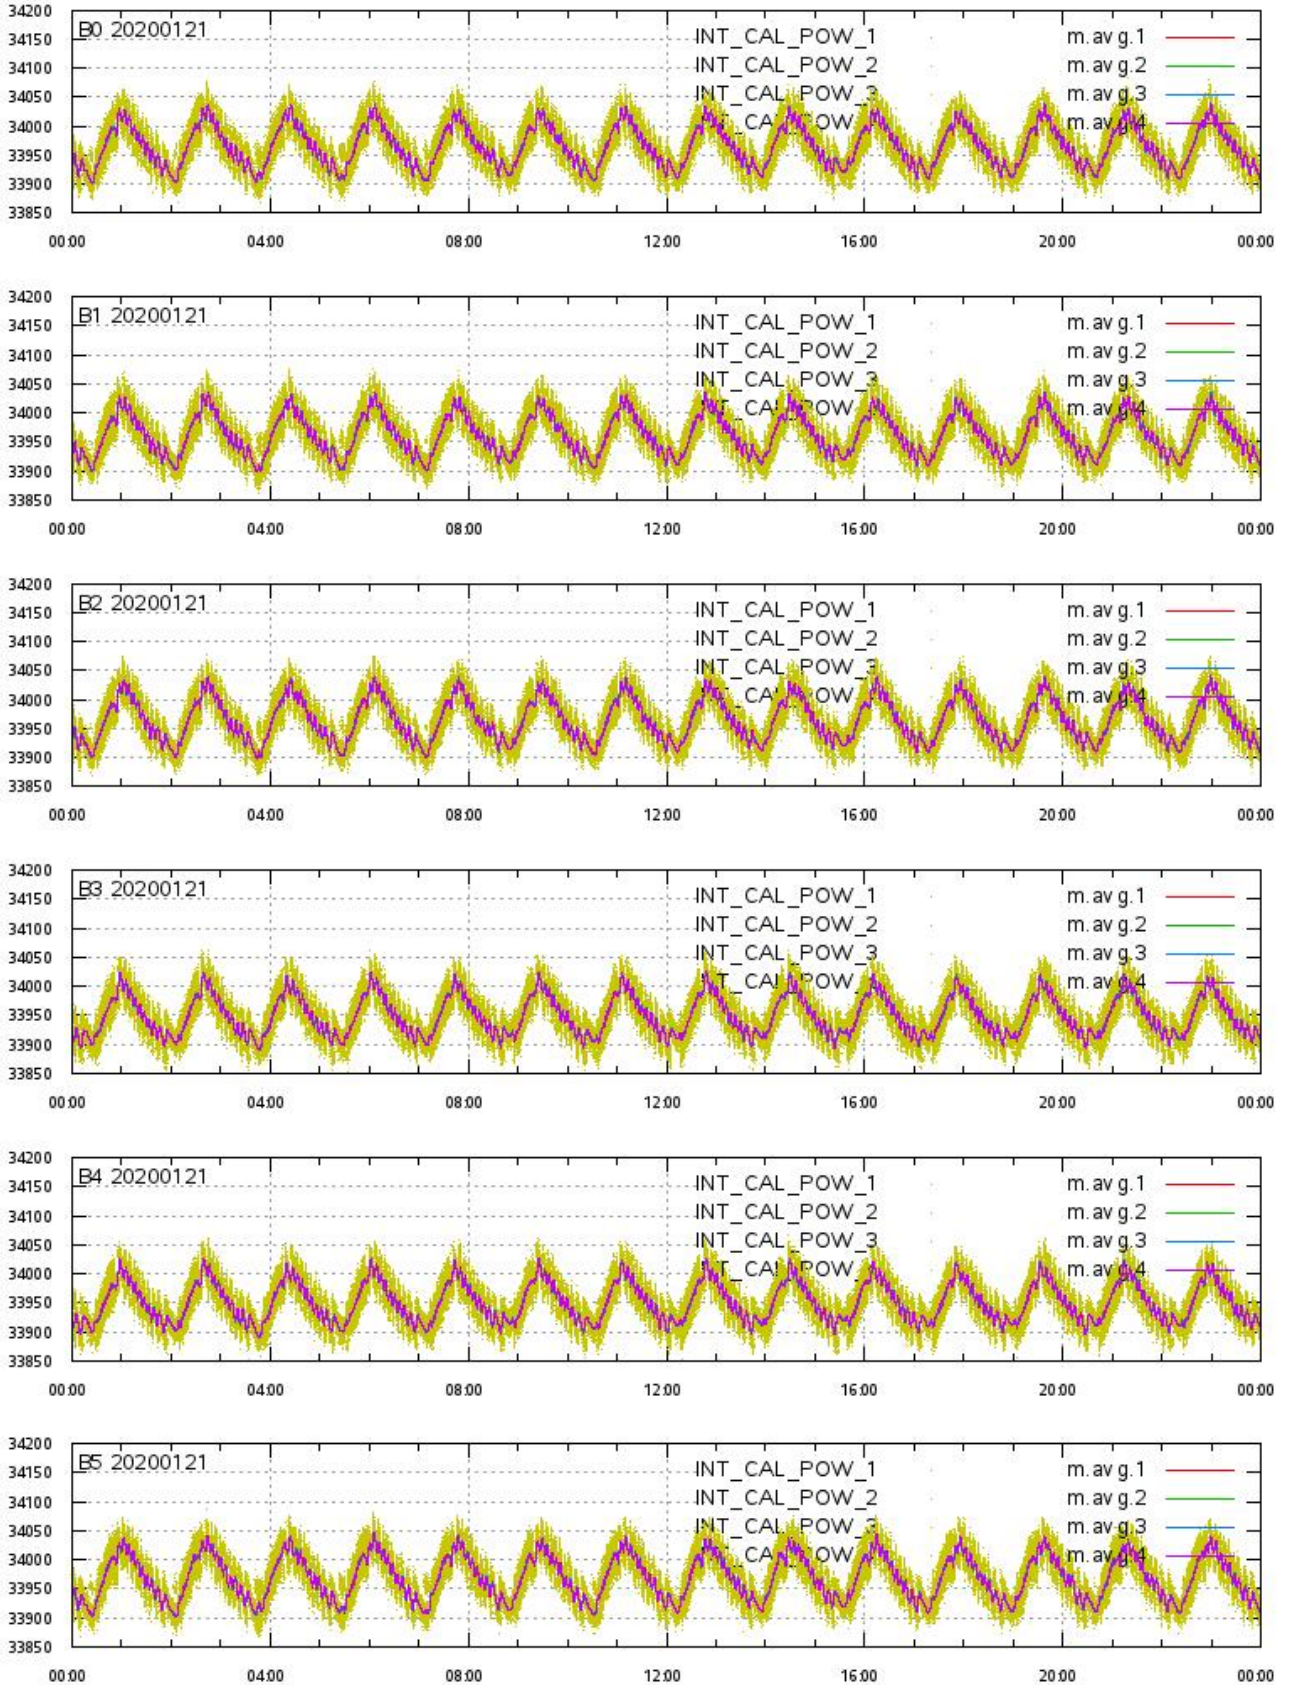 34200
B0 20200121 INT_CAL_POW_1 m.avg.1
34150
INT_CAL_POW_2 m.avg.2
34100
INT_CAL_POW_3 m.avg.3
34050
INT_CAL_POW_ m.avg.4
34000
33950
33900
33850
00:00 04:00 08:00 12:00 16:00 20:00 00:00
34200
B1 20200121 INT_CAL_POW_1 m.avg.1
34150
INT_CAL_POW_2 m.avg.2
34100
INT_CAL_POW_3 m.avg.3
34050
INT_CAL_POW_ m.avg.4
34000
33950
33900
33850
00:00 04:00 08:00 12:00 16:00 20:00 00:00
34200
B2 20200121 INT_CAL_POW_1 m.avg.1
34150
INT_CAL_POW_2 m.avg.2
34100
INT_CAL_POW_3 m.avg.3
34050
INT_CAL_POW_ m.avg.4
34000
33950
33900
33850
00:00 04:00 08:00 12:00 16:00 20:00 00:00
34200
B3 20200121 INT_CAL_POW_1 m.avg.1
34150
INT_CAL_POW_2 m.avg.2
34100
INT_CAL_POW_3 m.avg.3
34050
INT_CAL_POW_ m.avg.4
34000
33950
33900
33850
00:00 04:00 08:00 12:00 16:00 20:00 00:00
34200
B4 20200121 INT_CAL_POW_1 m.avg.1
34150
INT_CAL_POW_2 m.avg.2
34100
INT_CAL_POW_3 m.avg.3
34050
INT_CAL_POW_ m.avg.4
34000
33950
33900
33850
00:00 04:00 08:00 12:00 16:00 20:00 00:00
34200
B5 20200121 INT_CAL_POW_1 m.avg.1
34150
INT_CAL_POW_2 m.avg.2
34100
INT_CAL_POW_3 m.avg.3
34050
INT_CAL_POW_ m.avg.4
34000
33950
33900
33850
00:00 04:00 08:00 12:00 16:00 20:00 00:00